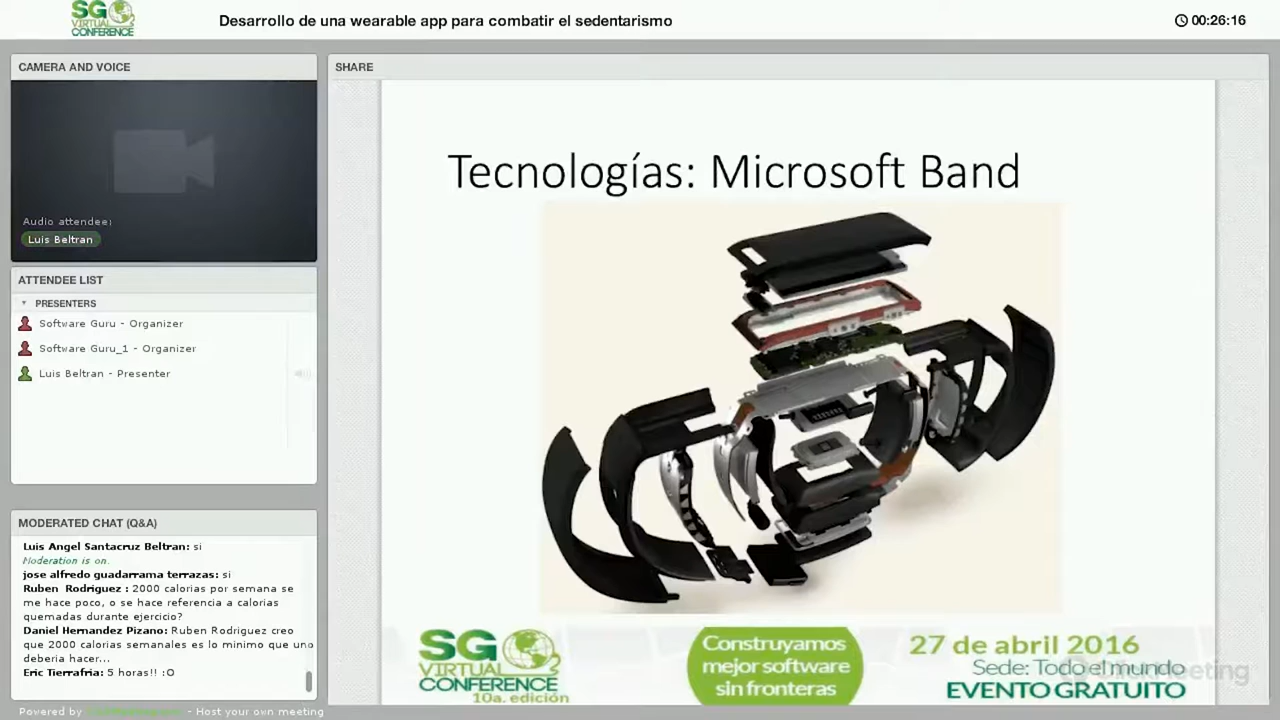 SG
VIRTUAL
CONFERENCE
Desarrollo de una wearable app para combatir el sedentarismo
00:26:16
CAMERA AND VOICE
Audio attendee:
Luis Beltran
ATTENDEE LIST
PRESENTERS
Software Guru - Organizer
Software Guru_1 - Organizer
Luis Beltran - Presenter
MODERATED CHAT (Q&A)
Luis Angel Santacruz Beltran: si
Moderation is on.
jose alfredo guadarrama terrazas: si
Ruben Rodriguez : 2000 calorias por semana se
me hace poco, o se hace referencia a calorias
quemadas durante ejercicio?
Daniel Hernandez Pizano: Ruben Rodriguez creo
que 2000 calorias semanales es lo minimo que uno
deberia hacer...
Eric Tierrafria: 5 horas!! :O
Powered by
- Host your own meeting
SHARE
Tecnologías: Microsoft Band
SG
VIRTUAL
CONFERENCE
10a. edición
Construyamos
mejor software
sin fronteras
27 de abril 2016
Sede: Todo el mundo
EVENTO GRATUITO